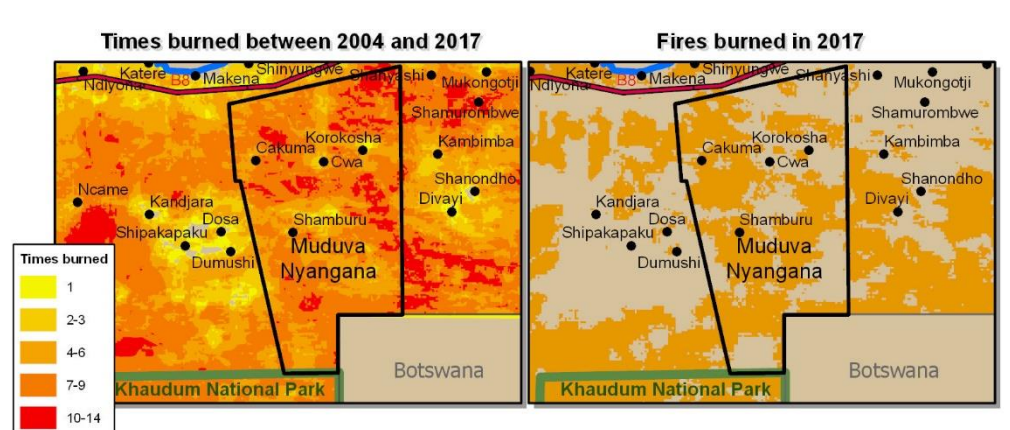 Times burned between 2004 and 2017
Katere
Shinyungwe
Ndiyona
B8
Makena
Shanyashi
Mukongotji
Shamurombwe
Korokosha
Kambimba
Cakuma
Cwa
Ncame
Kandjara
Shanondho
Divayi
Dosa
Shamburu
Shipakapaku
Muduva
Nyangana
Dumushi
Times burned
1
2-3
4-6
7-9
10-14
Botswana
Khaudum National Park
Fires burned in 2017
Katere
Shinyungwe
Ndiyona
B8
Makena
Shanyashi
Mukongotji
Shamurombwe
Korokosha
Kambimba
Cakuma
Cwa
Kandjara
Shanondho
Divayi
Dosa
Shamburu
Shipakapaku
Muduva
Nyangana
Dumushi
Botswana
Khaudum National Park